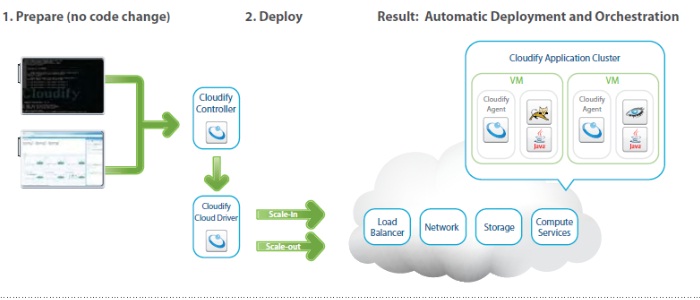 1. Prepare (no code change)
2. Deploy
Result: Automatic Deployment and Orchestration
Cloudify
Cloudify
Controller
Cloudify
Cloud Driver
Scale-In
Scale-out
Cloudify Application Cluster
VM
Cloudify
Agent
Java
VM
Cloudify
Agent
Java
Load
Balancer
Network
Storage
Compute
Services